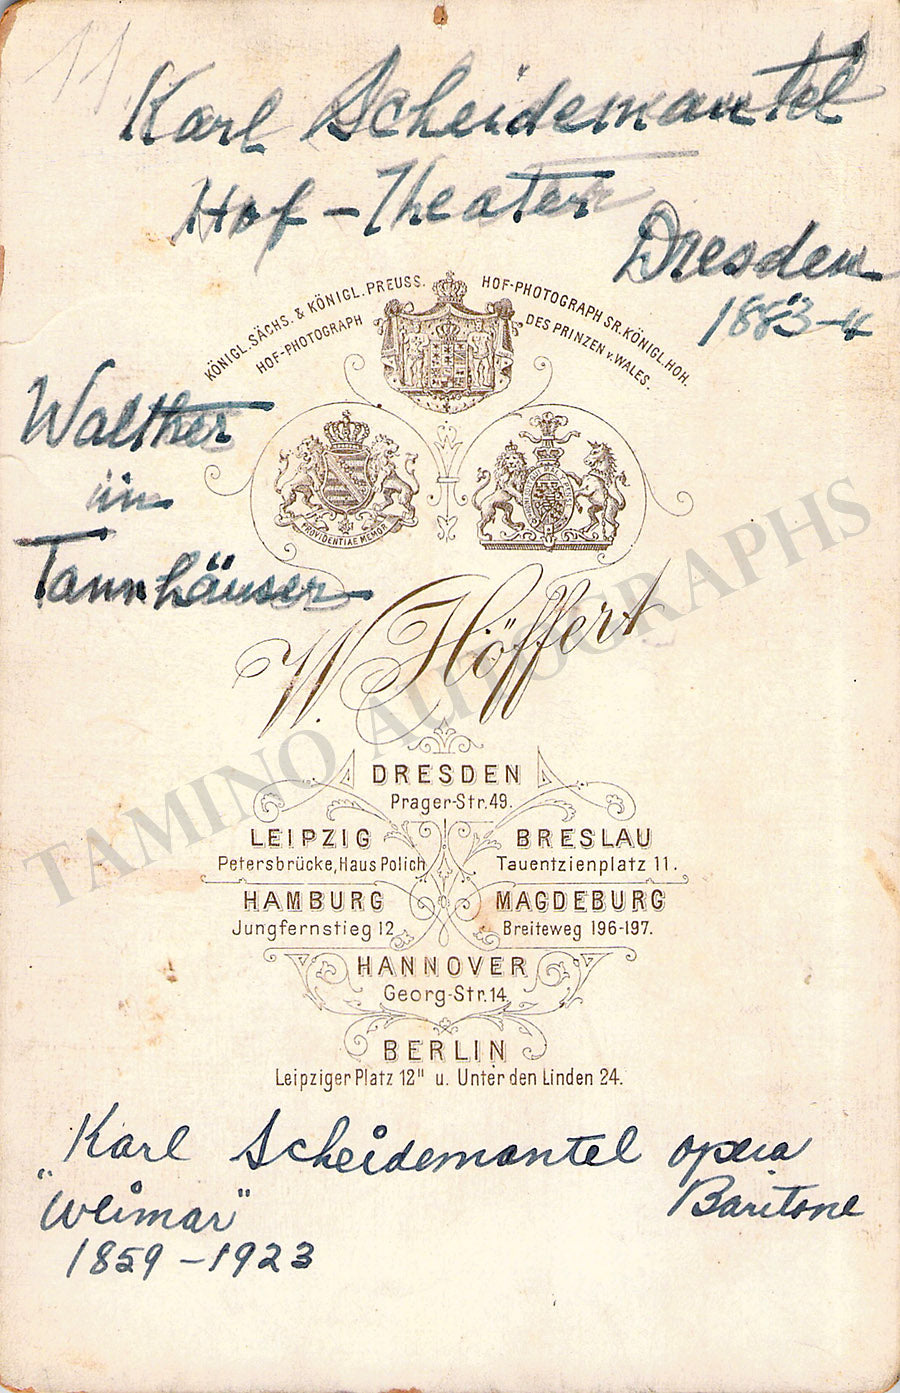 11
Karl Scheidemantel
Hof-Theater
Dresden
1883-4
KÖNIGL. SÄCHS. & KÖNIGL. PREUSS.
HOF-PHOTOGRAPH
HOF-PHOTOGRAPH SR. KÖNIGL. HOH.
DES PRINZEN v. WALES.
Walther
in
Tannhäuser
PROVIDENTIAE MEMOR
W. Höffert
TAMINO AUTOGRAPHS
DRESDEN
Prager-Str. 49.
LEIPZIG
Petersbrücke, Haus Polich
BRESLAU
Tauentzienplatz 11.
HAMBURG
Jungfernstieg 12
MAGDEBURG
Breiteweg 196-197.
HANNOVER
Georg-Str. 14
BERLIN
Leipziger Platz 12" u. Unter den Linden 24.
Karl Scheidemantel opera
Baritone
"Weimar"
1859-1923